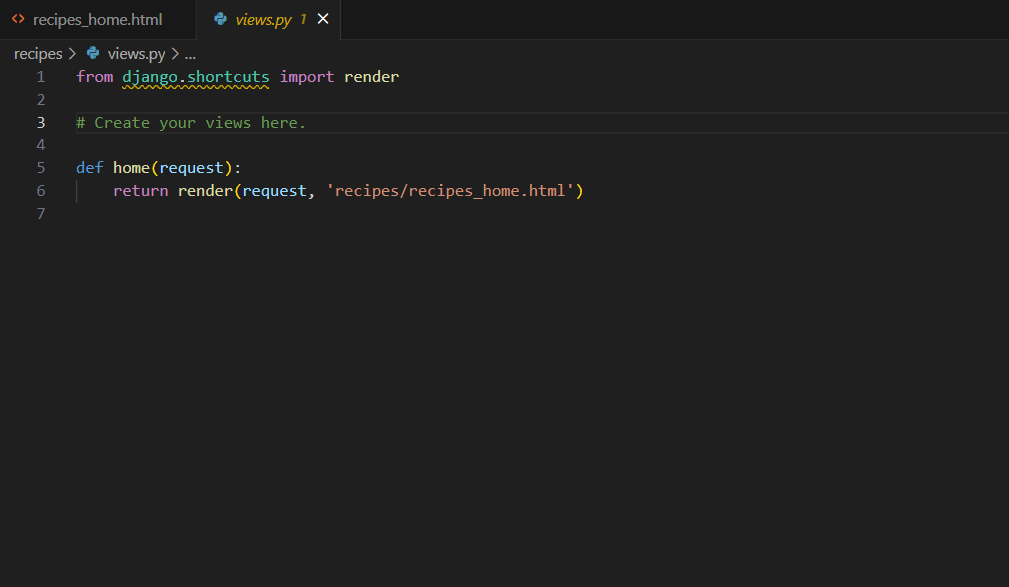 recipes_home.html views.py 1
recipes > views.py > ...
1 from django.shortcuts import render
2
3 # Create your views here.
4
5 def home(request):
6     return render(request, 'recipes/recipes_home.html')
7